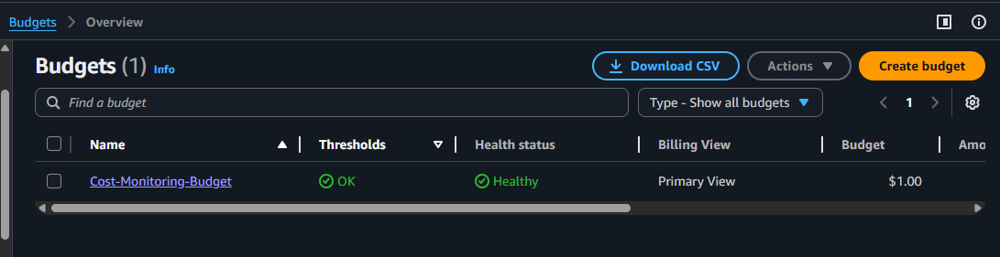 Budgets > Overview
Budgets (1) Info
Download CSV
Actions
Create budget
Find a budget
Type - Show all budgets
1
Name Thresholds Health status Billing View Budget Amo
Cost-Monitoring-Budget OK Healthy Primary View $1.00